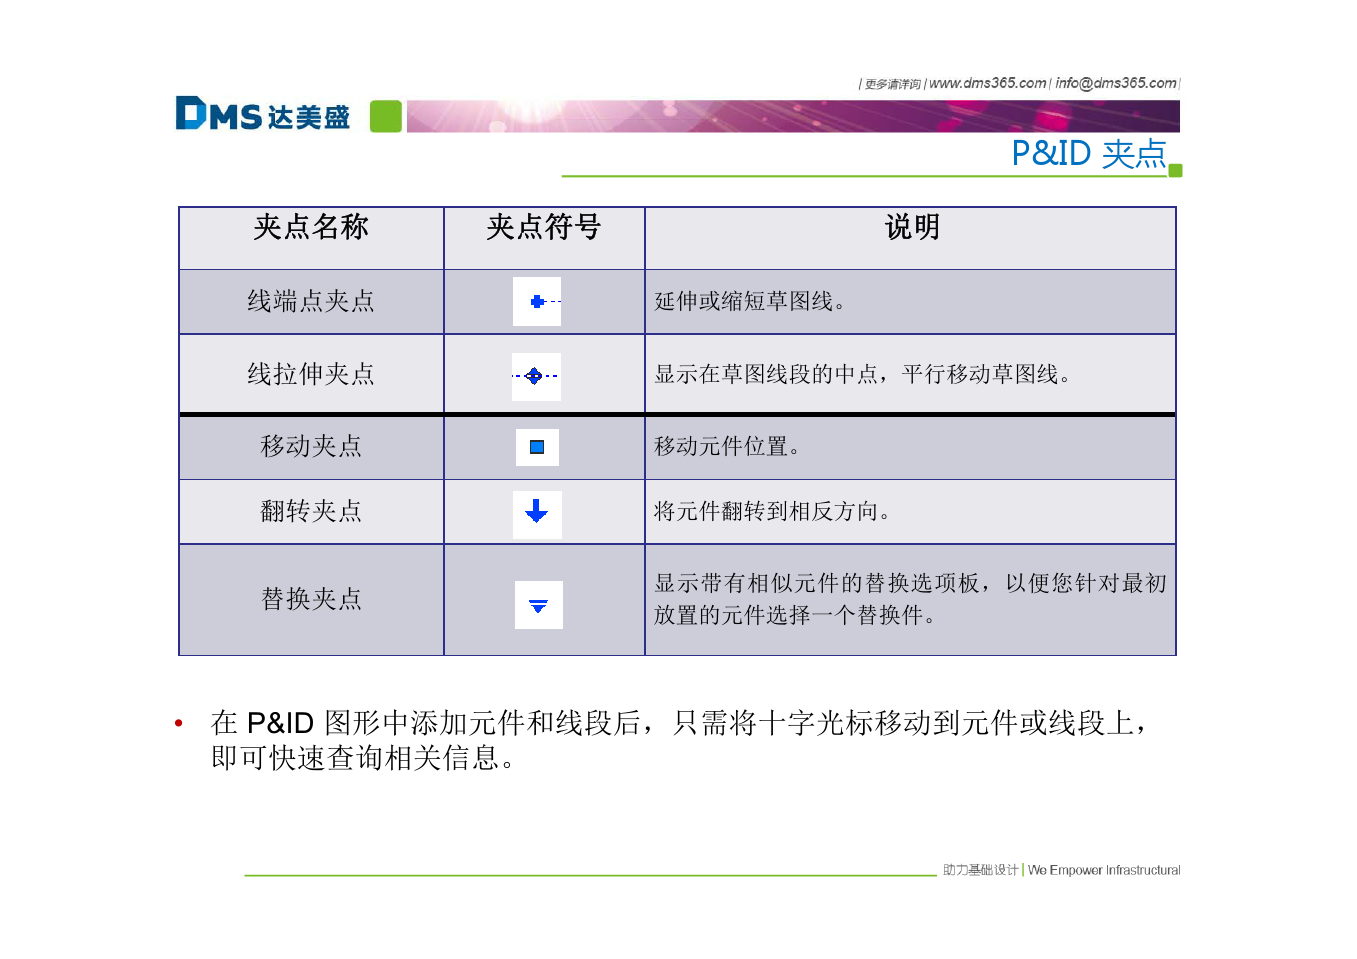 |更多请详询|www.dms365.com| info@dms365.com|
DMS 达美盛
P&ID 夹点
夹点名称 夹点符号 说明
线端点夹点 延伸或缩短草图线。
线拉伸夹点 显示在草图线段的中点，平行移动草图线。
移动夹点 移动元件位置。
翻转夹点 将元件翻转到相反方向。
替换夹点 显示带有相似元件的替换选项板，以便您针对最初
放置的元件选择一个替换件。
• 在 P&ID 图形中添加元件和线段后，只需将十字光标移动到元件或线段上，
即可快速查询相关信息。
助力基础设计| We Empower Infrastructural